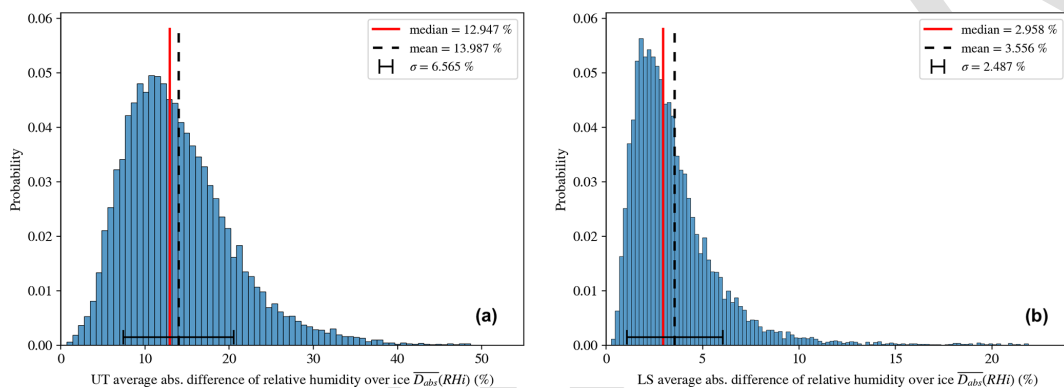 0.06
0.05
0.04
0.03
0.02
0.01
0.00
Probability
0
10
20
30
40
50
UT average abs. difference of relative humidity over ice D̅a̅b̅s̅(RHi) (%)
median = 12.947 %
mean = 13.987 %
σ = 6.565 %
(a)
0.06
0.05
0.04
0.03
0.02
0.01
0.00
Probability
0
5
10
15
20
LS average abs. difference of relative humidity over ice D̅a̅b̅s̅(RHi) (%)
median = 2.958 %
mean = 3.556 %
σ = 2.487 %
(b)